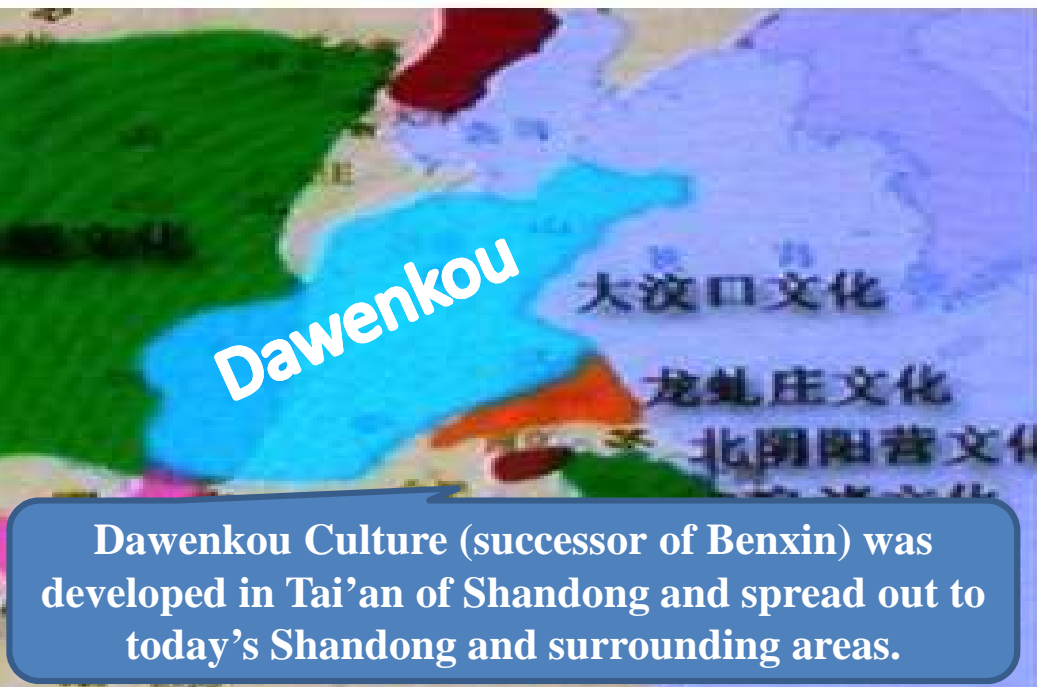 Dawenkou
大汶口文化
龙虬庄文化
北阴阳营文化
Dawenkou Culture (successor of Benxin) was
developed in Tai’an of Shandong and spread out to
today’s Shandong and surrounding areas.